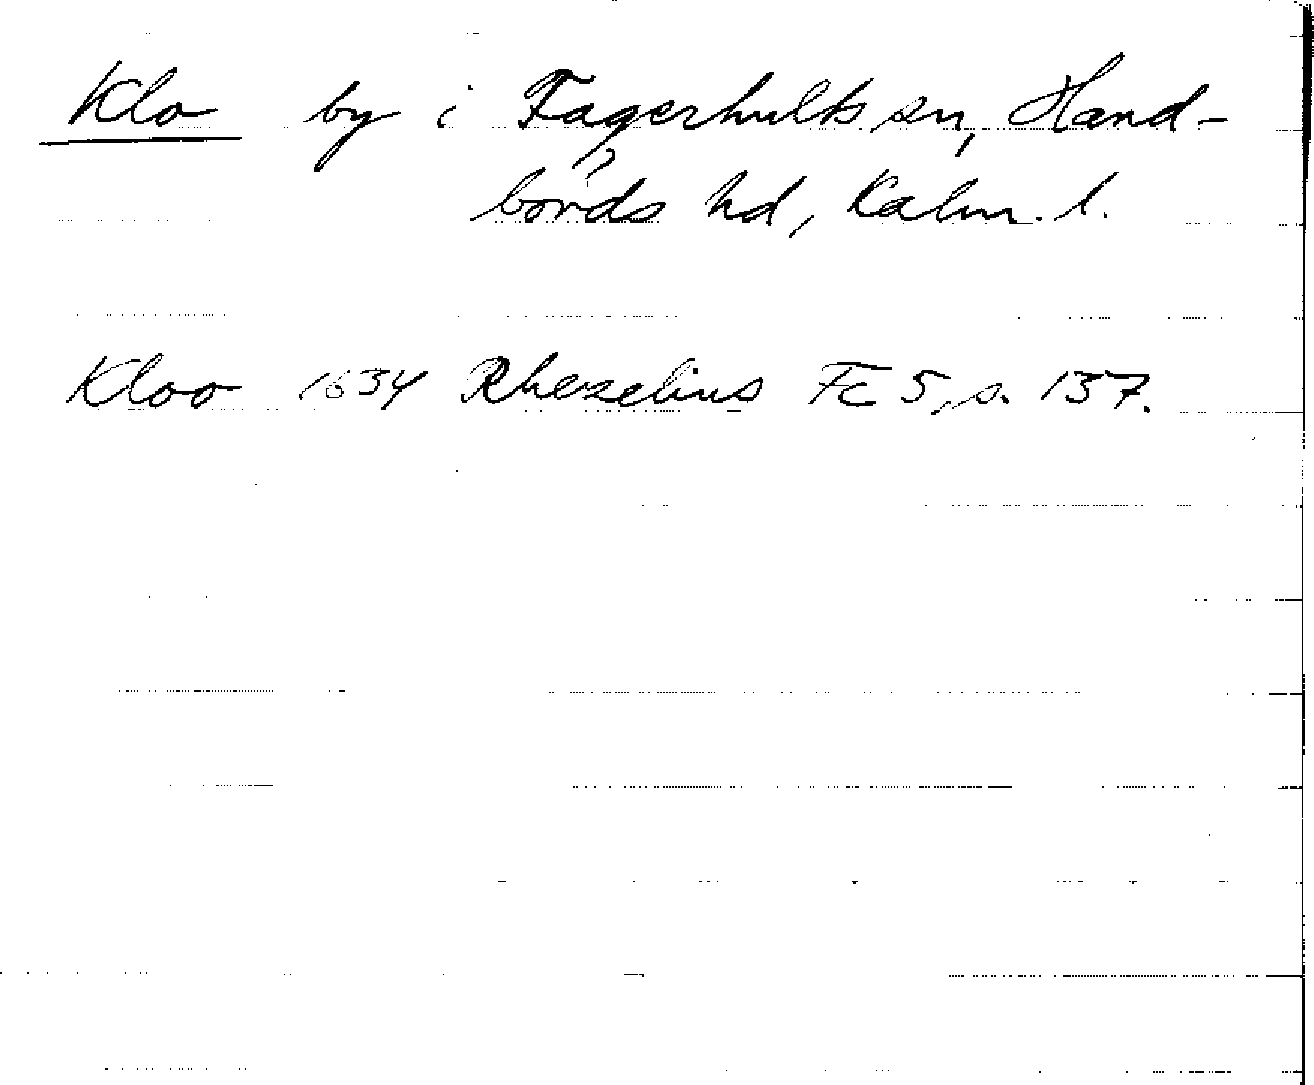 Klo by i Fagerhults sn, Hand-
börds hd, Kalm. l.
Kloo 1634 Rhezelius Fc 5, s. 137.